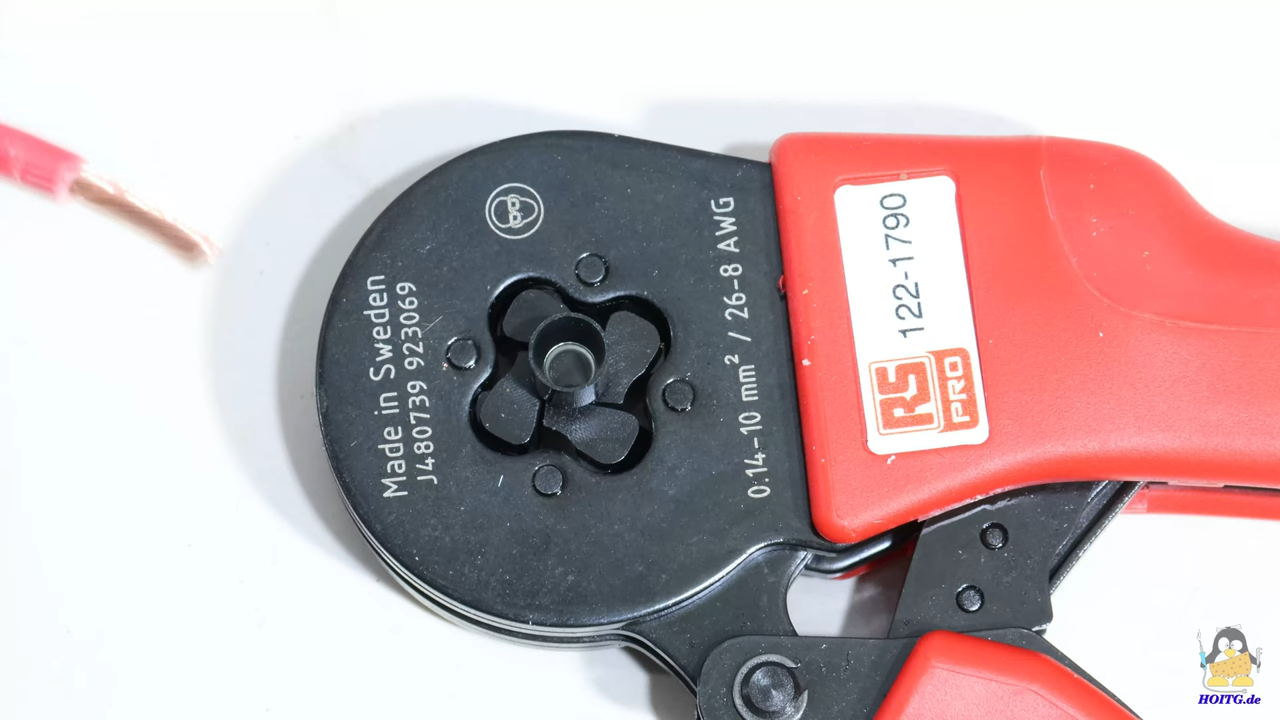 Made in Sweden
J480739 923069
0.14-10 mm² / 26-8 AWG
122-1790
RS
PRO
HOITG.de